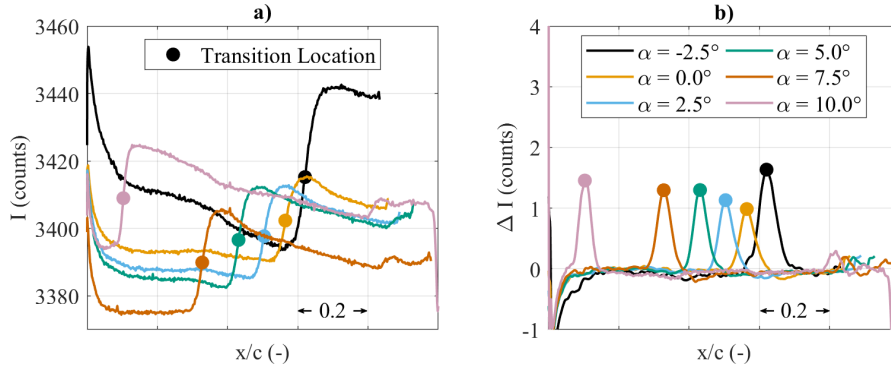 a)
3460
3440
3420
3400
3380
I (counts)
Transition Location
0.2
x/c (-)
b)
4
3
2
1
0
-1
Δ I (counts)
α = -2.5°
α = 0.0°
α = 2.5°
α = 5.0°
α = 7.5°
α = 10.0°
0.2
x/c (-)